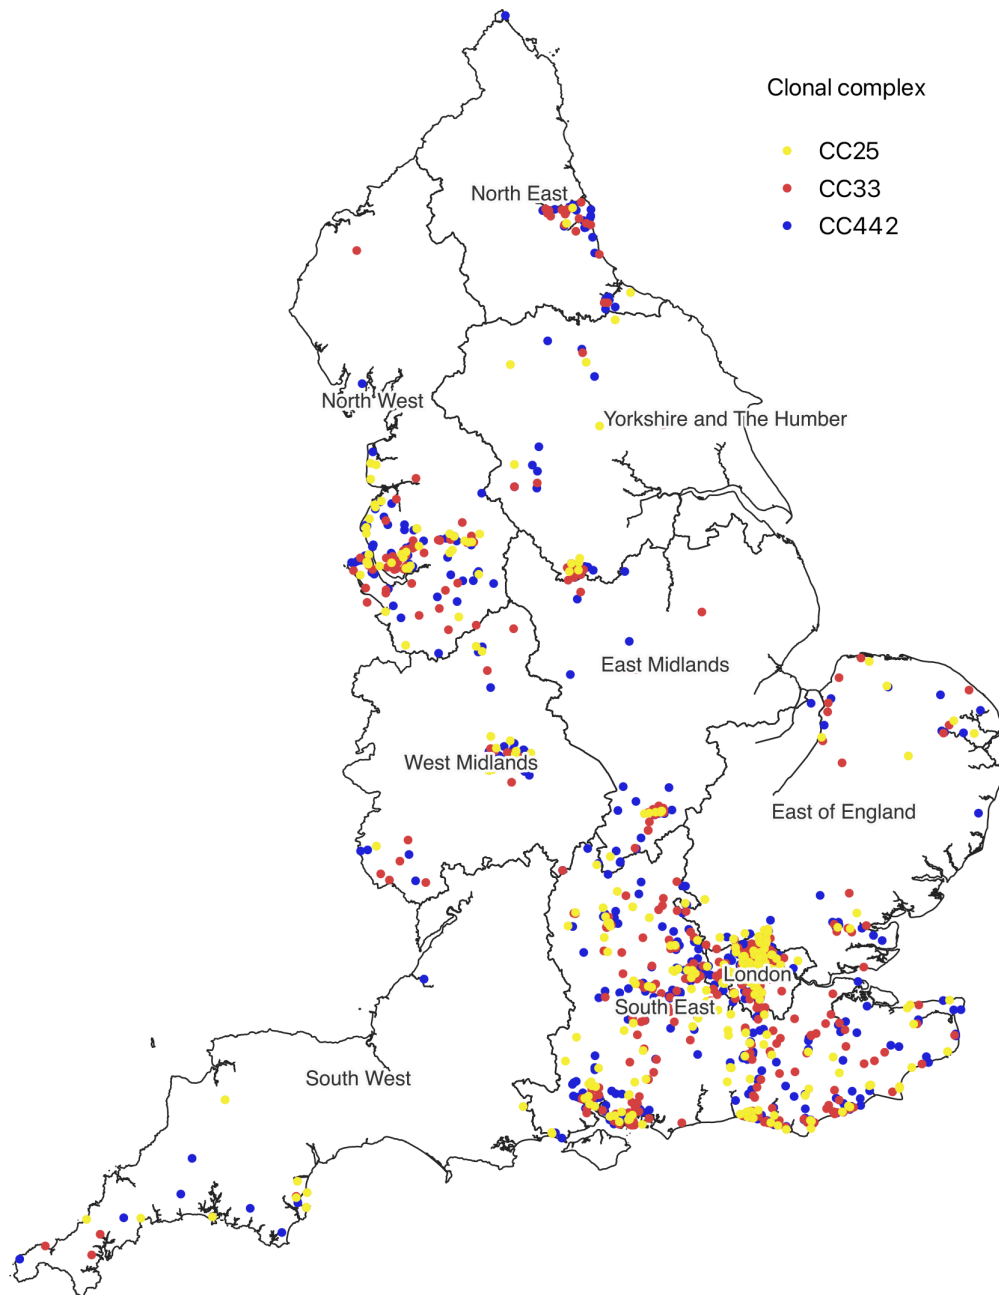 Clonal complex
CC25
CC33
CC442
North East
North West
Yorkshire and The Humber
East Midlands
West Midlands
East of England
London
South East
South West